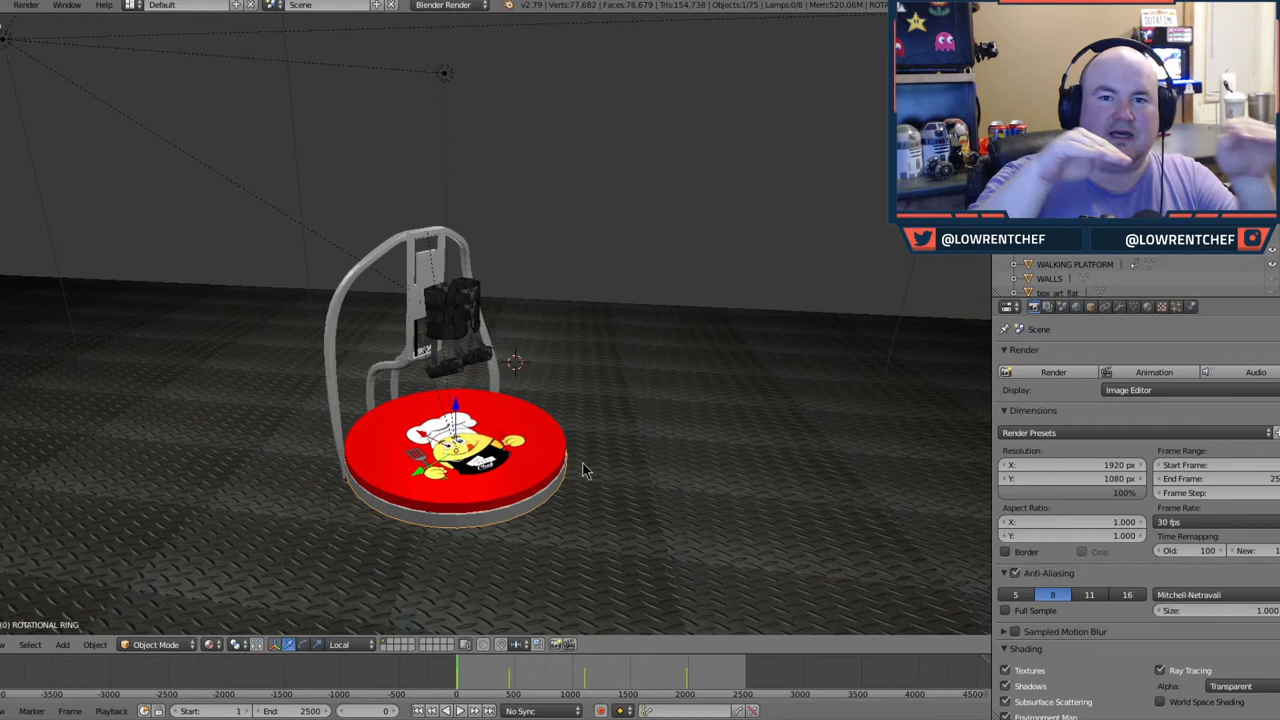 Render Window Help Default Scene Blender Render v2.79 | Verts:77,682 | Faces:76,679 | Tris:154,738 | Objects:1/75 | Lamps:0/8 | Mem:520.06M
OUTATIME
@LOWRENTCHEF @LOWRENTCHEF
WALKING PLATFORM
WALLS
box_art_flat
Scene
Render
Render Animation Audio
Display: Image Editor
Dimensions
Render Presets
Resolution: Frame Range:
X: 1920 px Start Frame:
Y: 1080 px End Frame: 25
100% Frame Step:
Aspect Ratio: Frame Rate:
X: 1.000 30 fps
Y: 1.000 Time Remapping:
Border Crop Old: 100 New: 1
Anti-Aliasing
5 8 11 16 Mitchell-Netravali
Full Sample Size: 1.000
Sampled Motion Blur
Shading
Textures Ray Tracing
Shadows Alpha: Transparent
Subsurface Scattering World Space Shading
Environment Map
Chef
(0) ROTATIONAL RING
Select Add Object Object Mode Local
-3500 -3000 -2500 -2000 -1500 -1000 -500 0 500 1000 1500 2000 2500 3000 3500 4000 4500
Marker Frame Playback Start: 1 End: 2500 0 No Sync